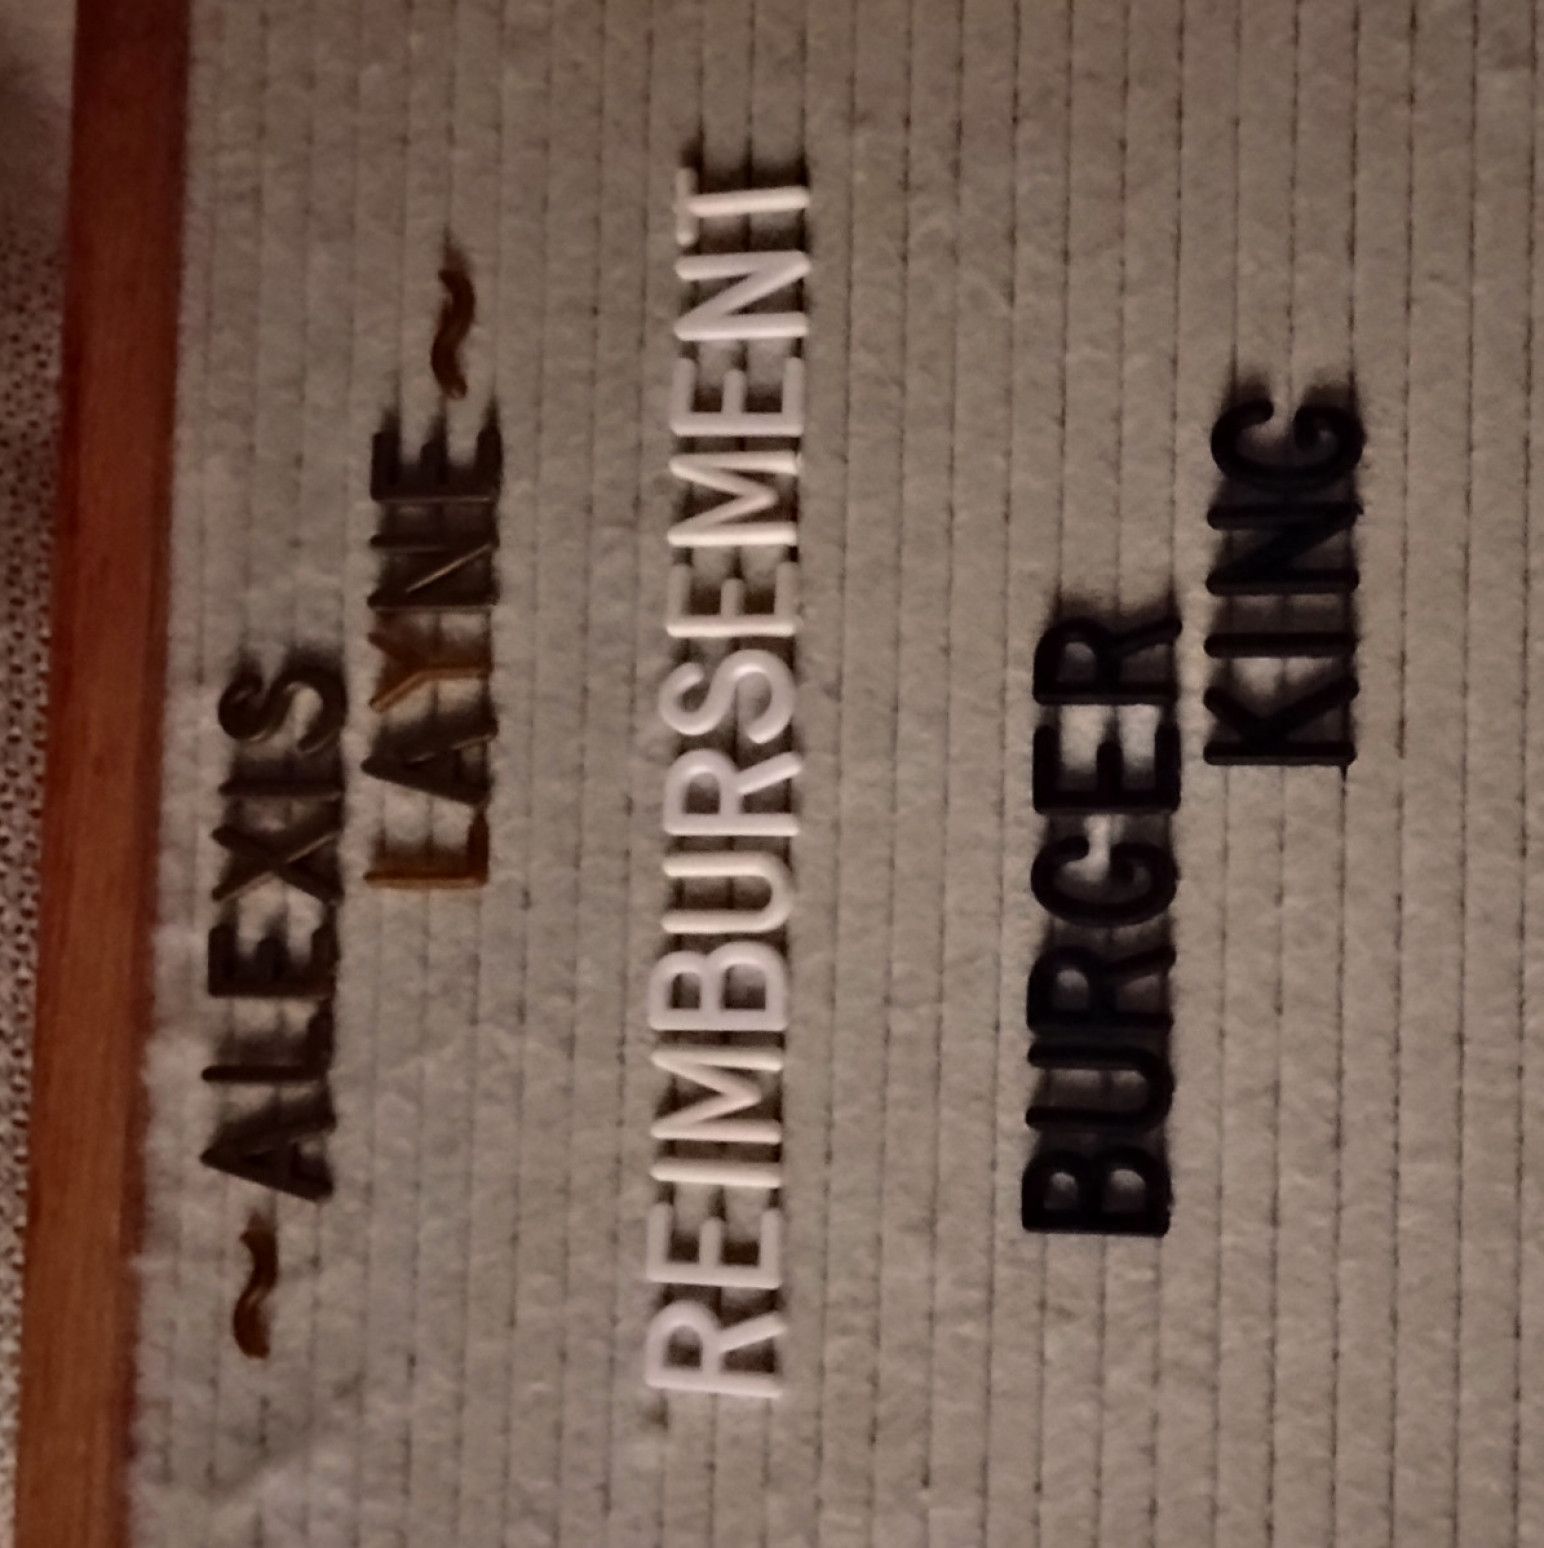 ~ALEXIS
LAYNE~
REIMBURSEMENT
BURGER
KING